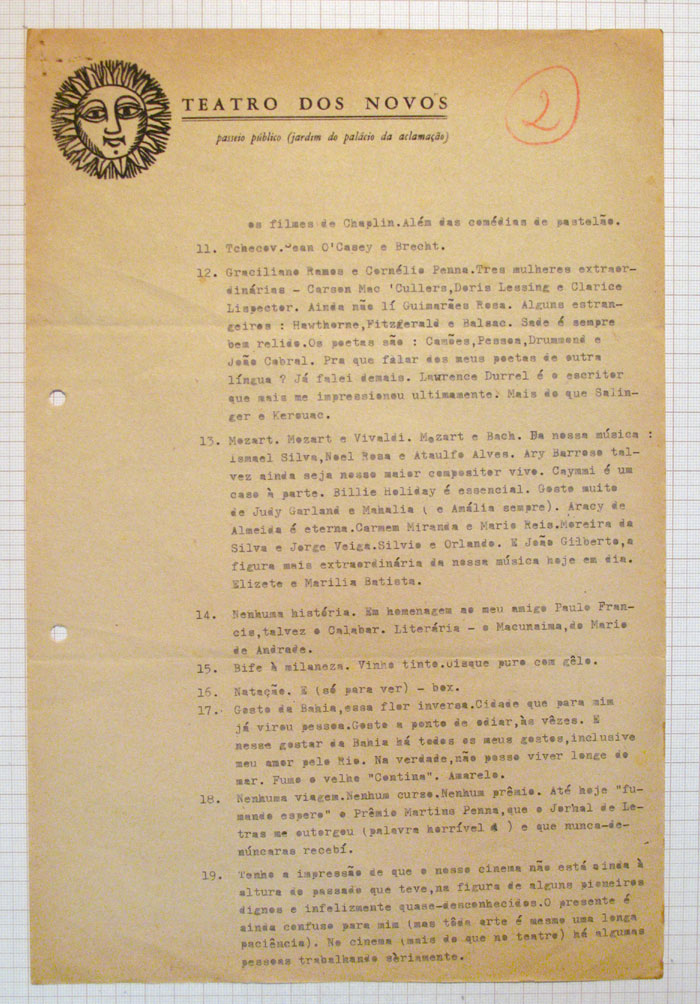 TEATRO DOS NOVOS
passeio público (jardim do palácio da aclamação)
2
os filmes de Chaplin.Além das comédias de pastelão.
11. Tchecov.Sean O'Casey e Brecht.
12. Graciliano Ramos e Cornélio Penna.Tres mulheres extraor-
dinárias - Carson Mac 'Cullers,Doris Lessing e Clarice
Lispector. Ainda não lí Guimarães Rosa. Alguns estran-
geiros : Hawthorne,Fitzgerald e Balsac. Sade é sempre
bem relido.Os poetas são : Camões,Pessoa,Drummond e
João Cabral. Pra que falar dos meus poetas de outra
língua ? Já falei demais. Lawrence Durrel é o escritor
que mais me impressionou ultimamente. Mais do que Salin-
ger e Kerouac.
13. Mozart. Mozart e Vivaldi. Mozart e Bach. Da nossa música :
Ismael Silva,Noel Rosa e Ataulfo Alves. Ary Barroso tal-
vez ainda seja nosso maior compositor vivo. Caymmi é um
caso à parte. Billie Holiday é essencial. Gosto muito
de Judy Garland e Mahalia ( e Amália sempre). Aracy de
Almeida é eterna.Carmem Miranda e Mario Reis.Moreira da
Silva e Jorge Veiga.Silvio e Orlando. E João Gilberto,a
figura mais extraordinária da nossa música hoje em dia.
Elizete e Marilia Batista.
14. Nenhuma história. Em homenagem ao meu amigo Paulo Fran-
cis,talvez o Calabar. Literária - o Macunaima,do Mario
de Andrade.
15. Bife à milaneza. Vinho tinto.Uisque puro com gêlo.
16. Natação. E (só para ver) - box.
17. Gosto da Bahia,essa flor inversa.Cidade que para mim
já virou pessoa.Gosto a ponto de odiar,às vêzes. E
nesse gostar da Bahia há todos os meus gostos,inclusive
meu amor pelo Rio. Na verdade,não posso viver longe do
mar. Fumo o velho "Contina". Amarelo.
18. Nenhuma viagem.Nenhum curso.Nenhum prêmio. Até hoje "fu-
mando espero" o Prêmio Martins Penna,que o Jornal de Le-
tras me outorgou (palavra horrível ) e que nunca-de-
núncaras recebí.
19. Tenho a impressão de que o nosso cinema não está ainda à
altura do passado que teve,na figura de alguns pioneiros
dignos e infelizmente quase-desconhecidos.O presente é
ainda confuso para mim (mas tôda arte é mesmo uma longa
paciência). No cinema (mais do que no teatro) há algumas
pessoas trabalhando sèriamente.